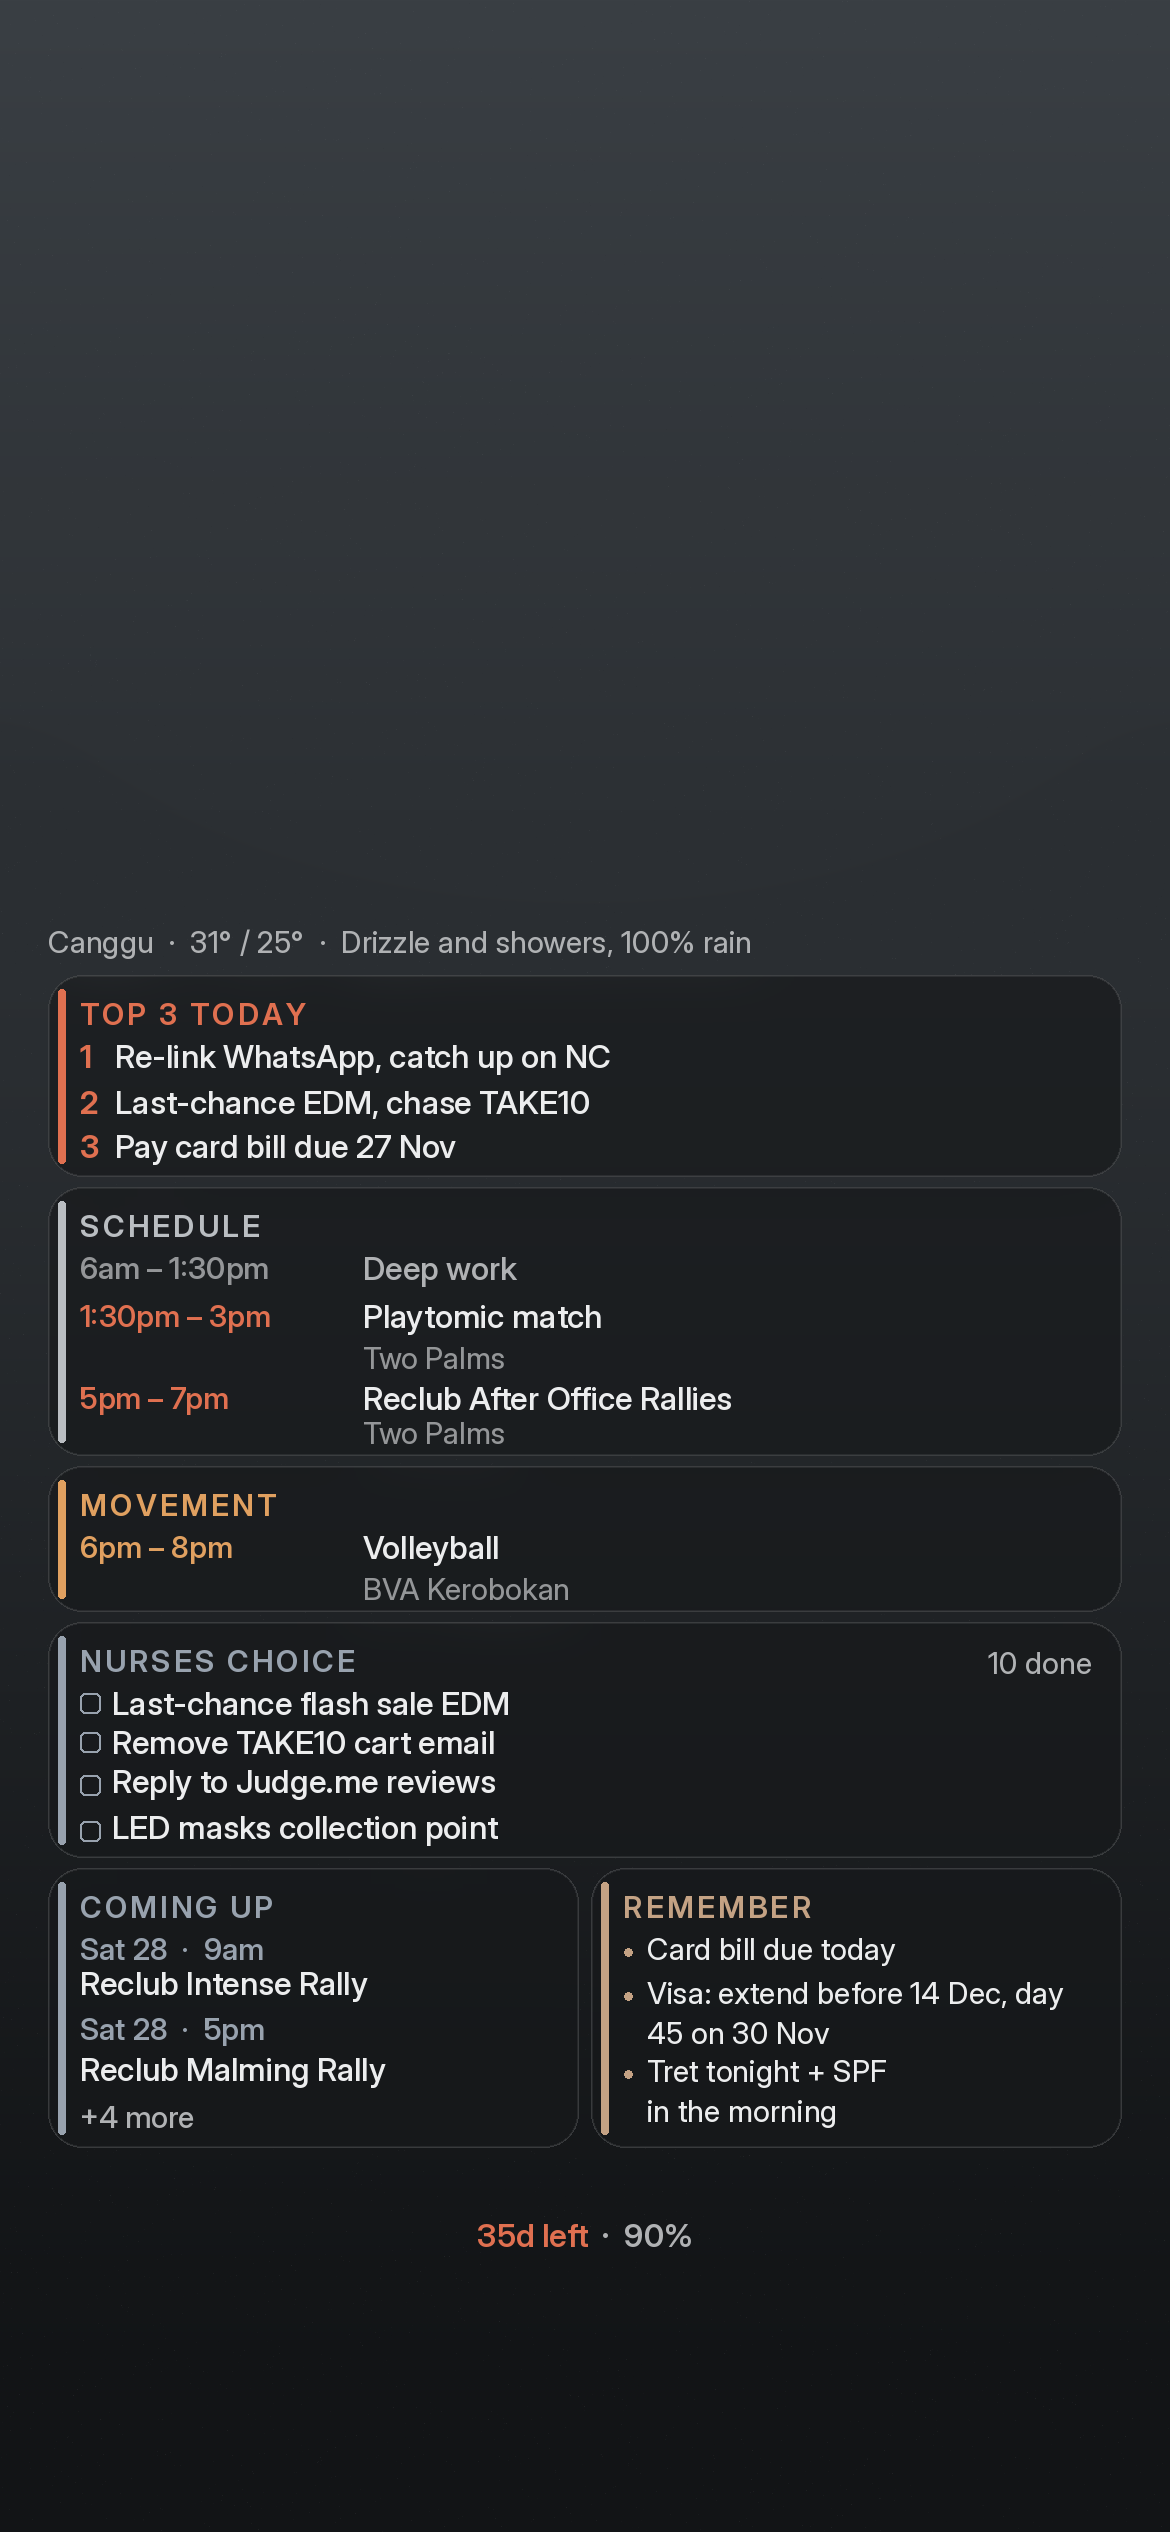 Canggu · 31° / 25° · Drizzle and showers, 100% rain
TOP 3 TODAY
1 Re-link WhatsApp, catch up on NC
2 Last-chance EDM, chase TAKE10
3 Pay card bill due 27 Nov
SCHEDULE
6am – 1:30pm Deep work
1:30pm – 3pm Playtomic match
Two Palms
5pm – 7pm Reclub After Office Rallies
Two Palms
MOVEMENT
6pm – 8pm Volleyball
BVA Kerobokan
NURSES CHOICE 10 done
Last-chance flash sale EDM
Remove TAKE10 cart email
Reply to Judge.me reviews
LED masks collection point
COMING UP
Sat 28 · 9am
Reclub Intense Rally
Sat 28 · 5pm
Reclub Malming Rally
+4 more
REMEMBER
• Card bill due today
• Visa: extend before 14 Dec, day
45 on 30 Nov
• Tret tonight + SPF
in the morning
35d left · 90%